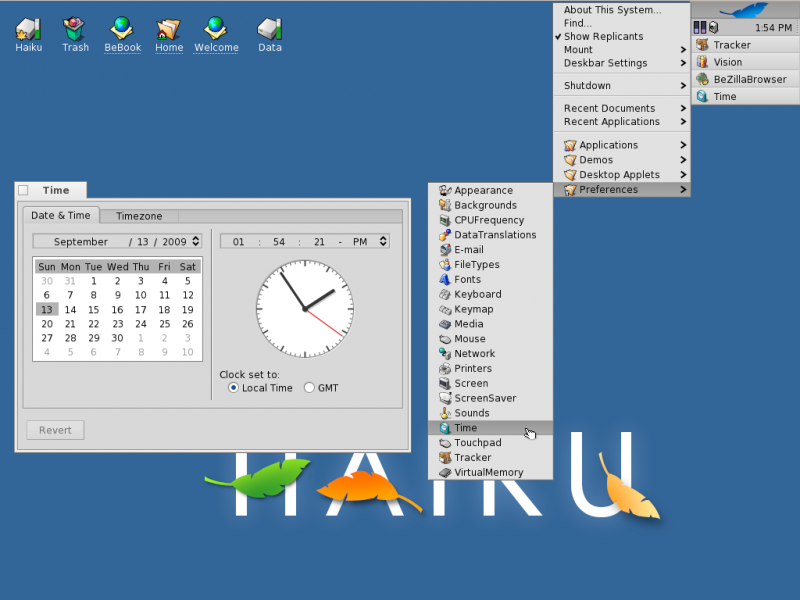 Haiku
Trash
BeBook
Home
Welcome
Data
About This System...
Find...
Show Replicants
Mount
Deskbar Settings
Shutdown
Recent Documents
Recent Applications
Applications
Demos
Desktop Applets
Preferences
1:54 PM
Tracker
Vision
BeZillaBrowser
Time
Appearance
Backgrounds
CPUFrequency
DataTranslations
E-mail
FileTypes
Fonts
Keyboard
Keymap
Media
Mouse
Network
Printers
Screen
ScreenSaver
Sounds
Time
Touchpad
Tracker
VirtualMemory
Time
Date & Time
Timezone
September / 13 / 2009
Sun Mon Tue Wed Thu Fri Sat
30 31 1 2 3 4 5
6 7 8 9 10 11 12
13 14 15 16 17 18 19
20 21 22 23 24 25 26
27 28 29 30 1 2 3
4 5 6 7 8 9 10
01 : 54 : 21 - PM
Clock set to:
Local Time
GMT
Revert
HAIKU